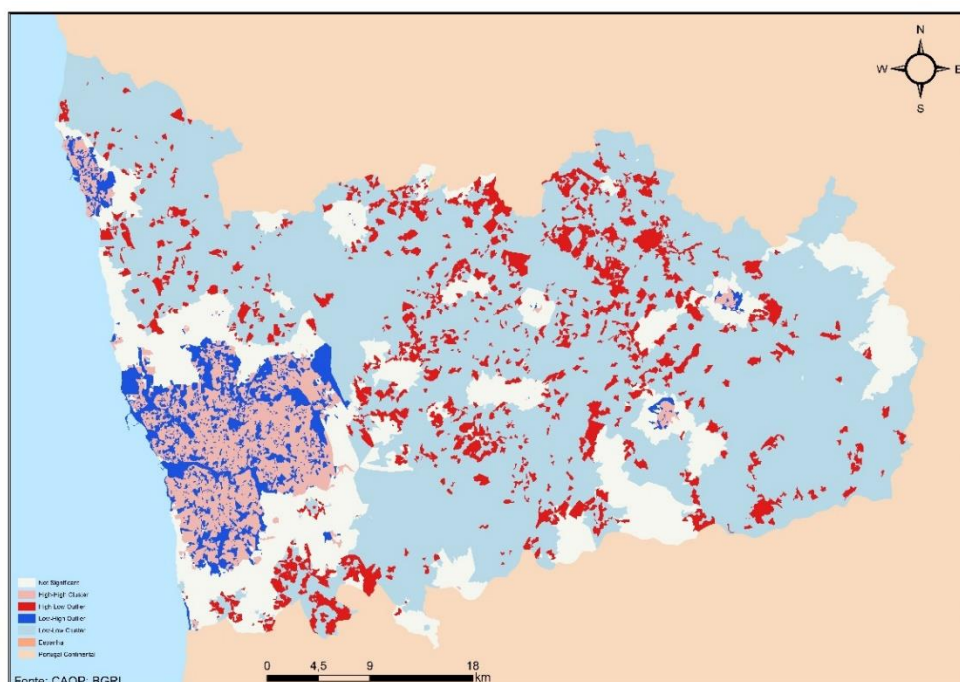 N
W
E
S
Not Significant
High-High Cluster
High-Low Outlier
Low-High Outlier
Low-Low Cluster
Espanha
Portugal Continental
0 4,5 9 18
km
Fonte: CAOP; BGRI